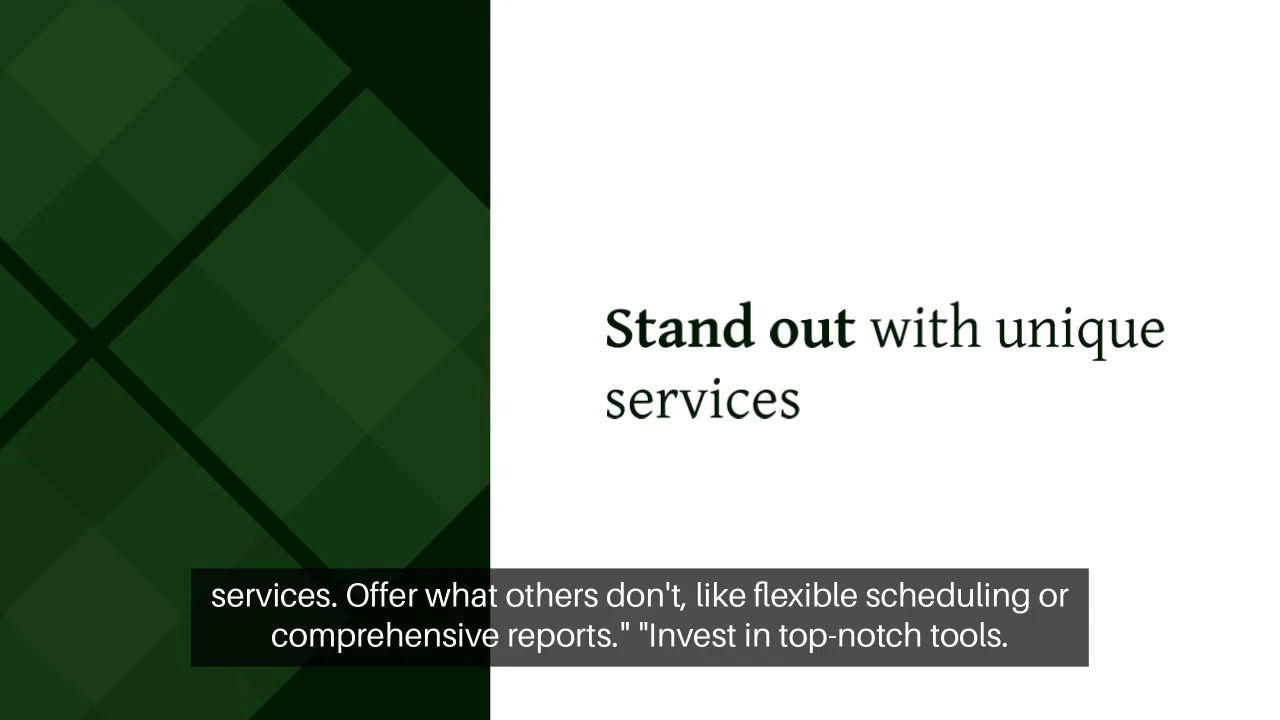 Stand out with unique
services
services. Offer what others don't, like flexible scheduling or
comprehensive reports." "Invest in top-notch tools.